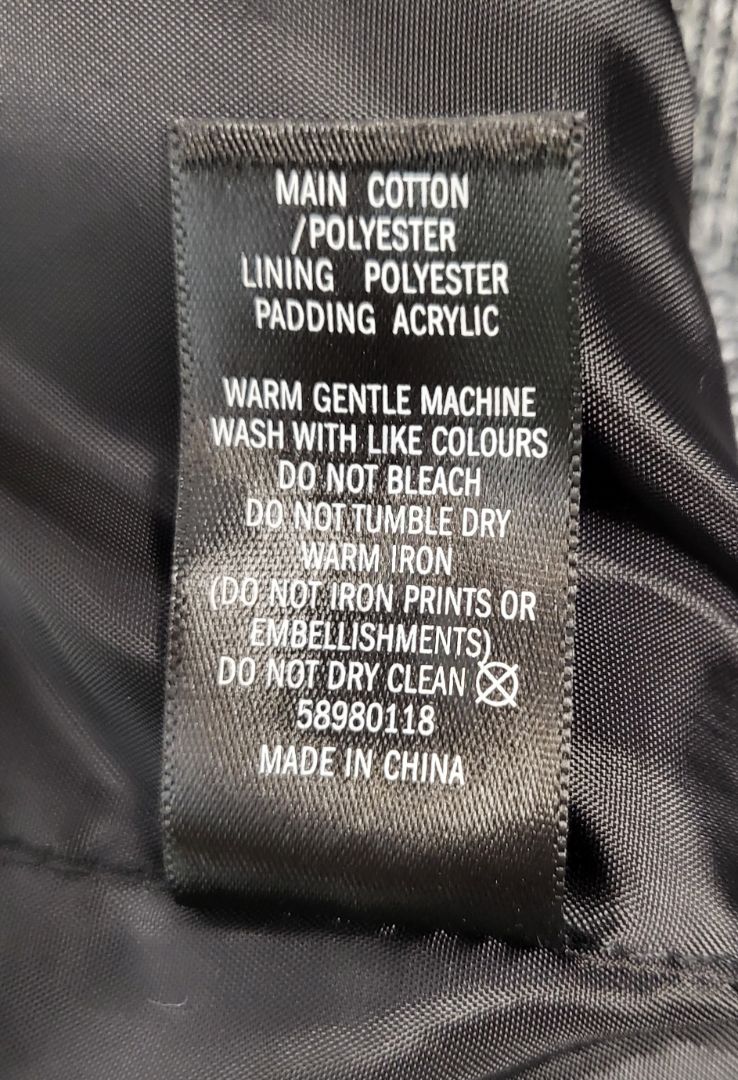 MAIN COTTON
/POLYESTER
LINING POLYESTER
PADDING ACRYLIC
WARM GENTLE MACHINE
WASH WITH LIKE COLOURS
DO NOT BLEACH
DO NOT TUMBLE DRY
WARM IRON
(DO NOT IRON PRINTS OR
EMBELLISHMENTS)
DO NOT DRY CLEAN
58980118
MADE IN CHINA